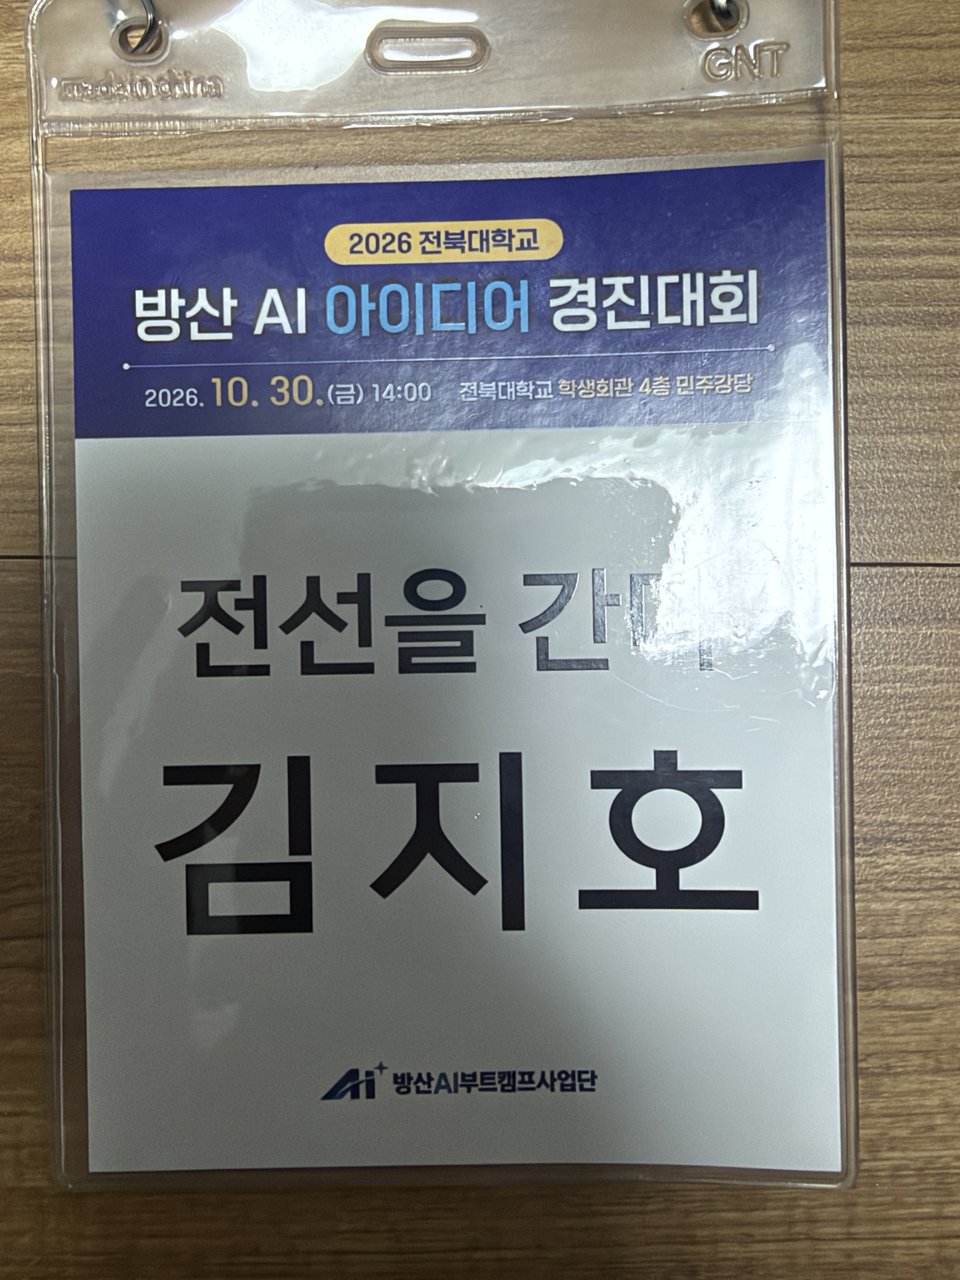 made in china
GNT
2026 전북대학교
방산 AI 아이디어 경진대회
2026. 10. 30.(금) 14:00 전북대학교 학생회관 4층 민주강당
전선을
김지호
Ai 방산AI부트캠프사업단